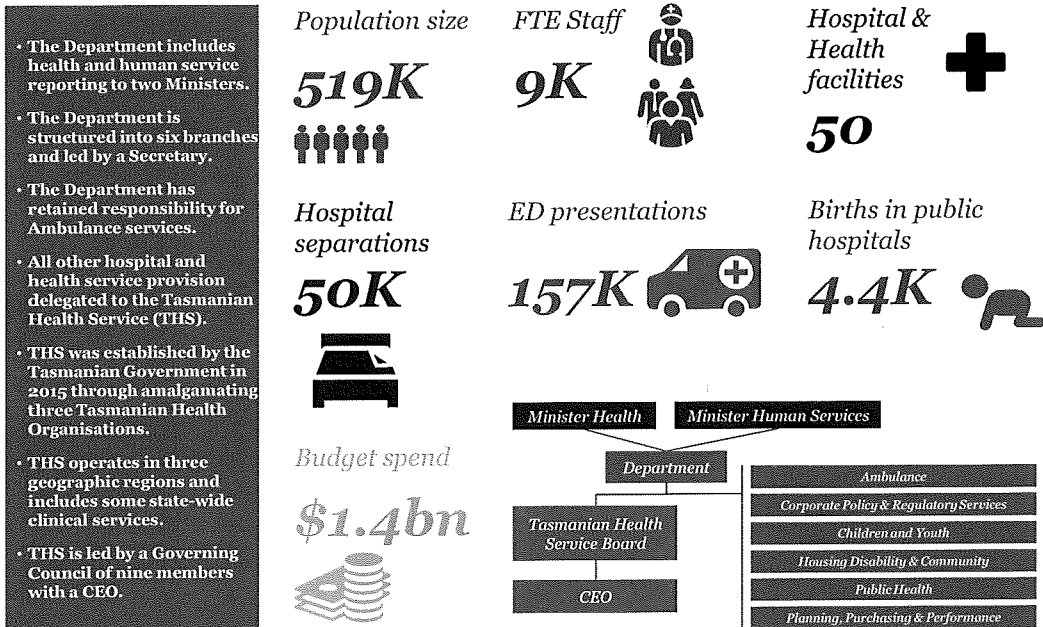 • The Department includes
health and human service
reporting to two Ministers.
• The Department is
structured into six branches
and led by a Secretary.
• The Department has
retained responsibility for
Ambulance services.
• All other hospital and
health service provision
delegated to the Tasmanian
Health Service (THS).
• THS was established by the
Tasmanian Government in
2015 through amalgamating
three Tasmanian Health
Organisations.
• THS operates in three
geographic regions and
includes some state-wide
clinical services.
• THS is led by a Governing
Council of nine members
with a CEO.
Population size
519K
FTE Staff
9K
Hospital &
Health
facilities
50
Hospital
separations
50K
ED presentations
157K
Births in public
hospitals
4.4K
Budget spend
$1.4bn
Minister Health
Minister Human Services
Department
Tasmanian Health
Service Board
CEO
Ambulance
Corporate Policy & Regulatory Services
Children and Youth
Housing Disability & Community
Public Health
Planning, Purchasing & Performance